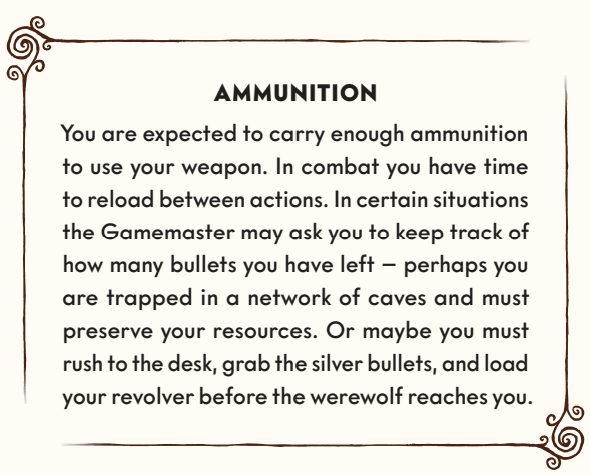 AMMUNITION
You are expected to carry enough ammunition
to use your weapon. In combat you have time
to reload between actions. In certain situations
the Gamemaster may ask you to keep track of
how many bullets you have left – perhaps you
are trapped in a network of caves and must
preserve your resources. Or maybe you must
rush to the desk, grab the silver bullets, and load
your revolver before the werewolf reaches you.